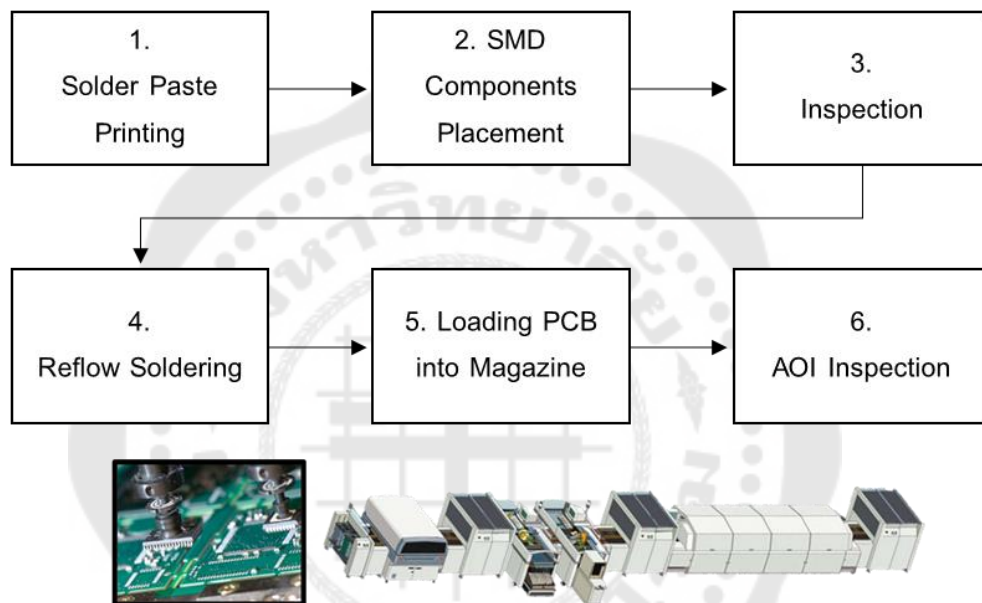 1.
Solder Paste
Printing
2. SMD
Components
Placement
3.
Inspection
4.
Reflow Soldering
5. Loading PCB
into Magazine
6.
AOI Inspection